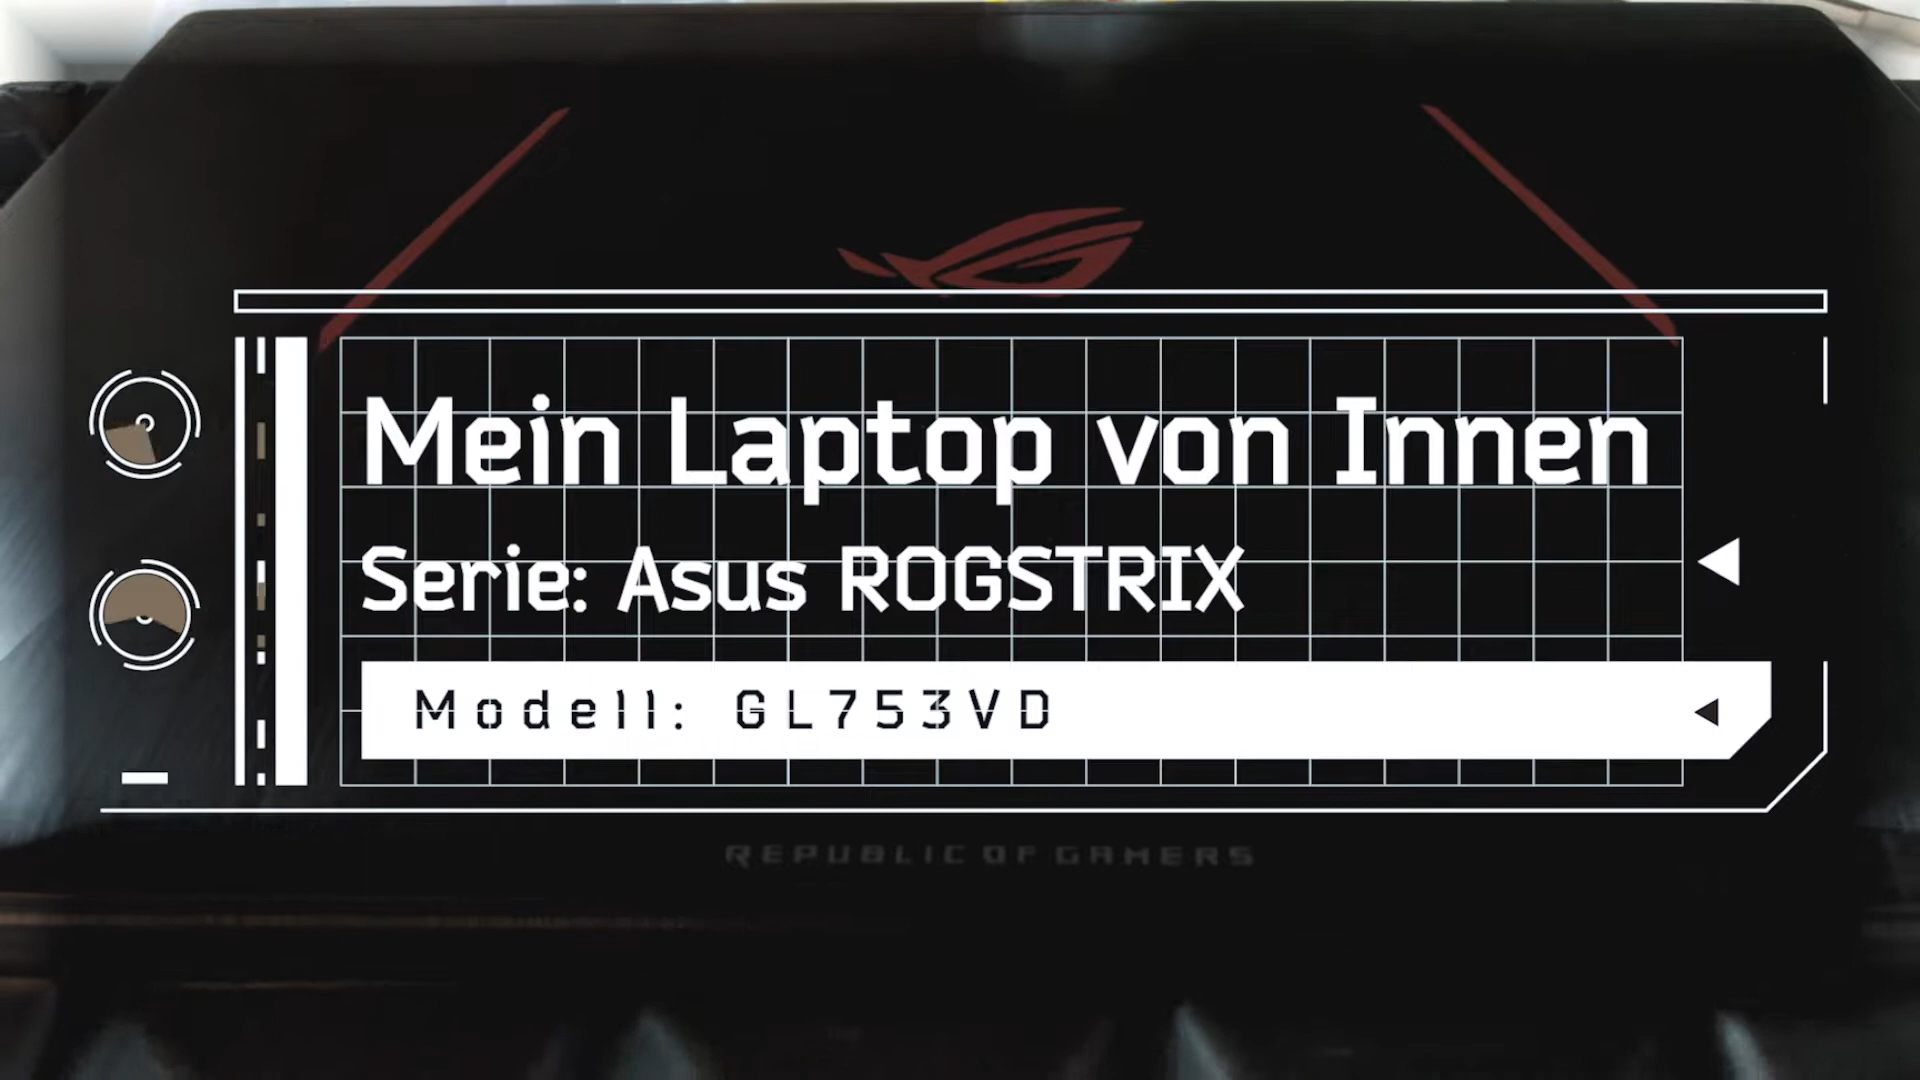 Mein Laptop von Innen
Serie: Asus ROGSTRIX
Modell: GL753VD
REPUBLIC OF GAMERS